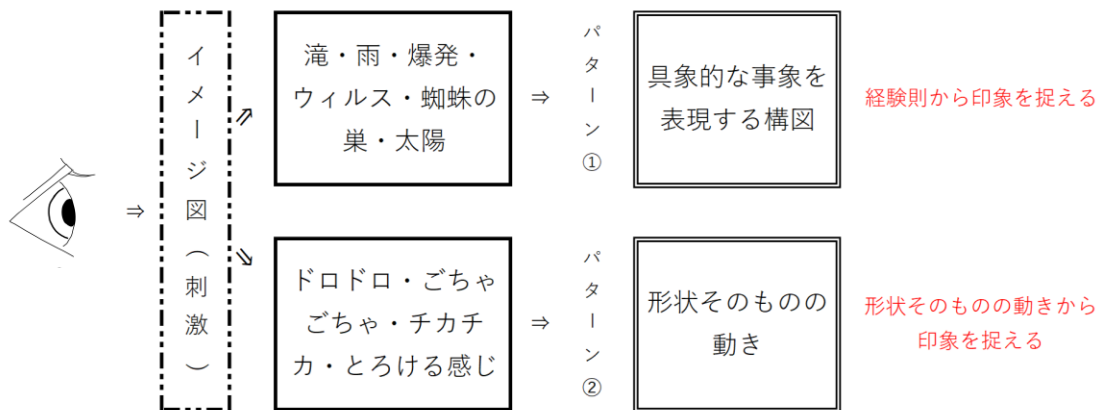 イメージ図（刺激）
滝・雨・爆発・
ウィルス・蜘蛛の
巣・太陽
⇒
パターン①
具象的な事象を
表現する構図
経験則から印象を捉える
⇒
ドロドロ・ごちゃ
ごちゃ・チカチ
カ・とろける感じ
⇒
パターン②
形状そのものの
動き
形状そのものの動きから
印象を捉える